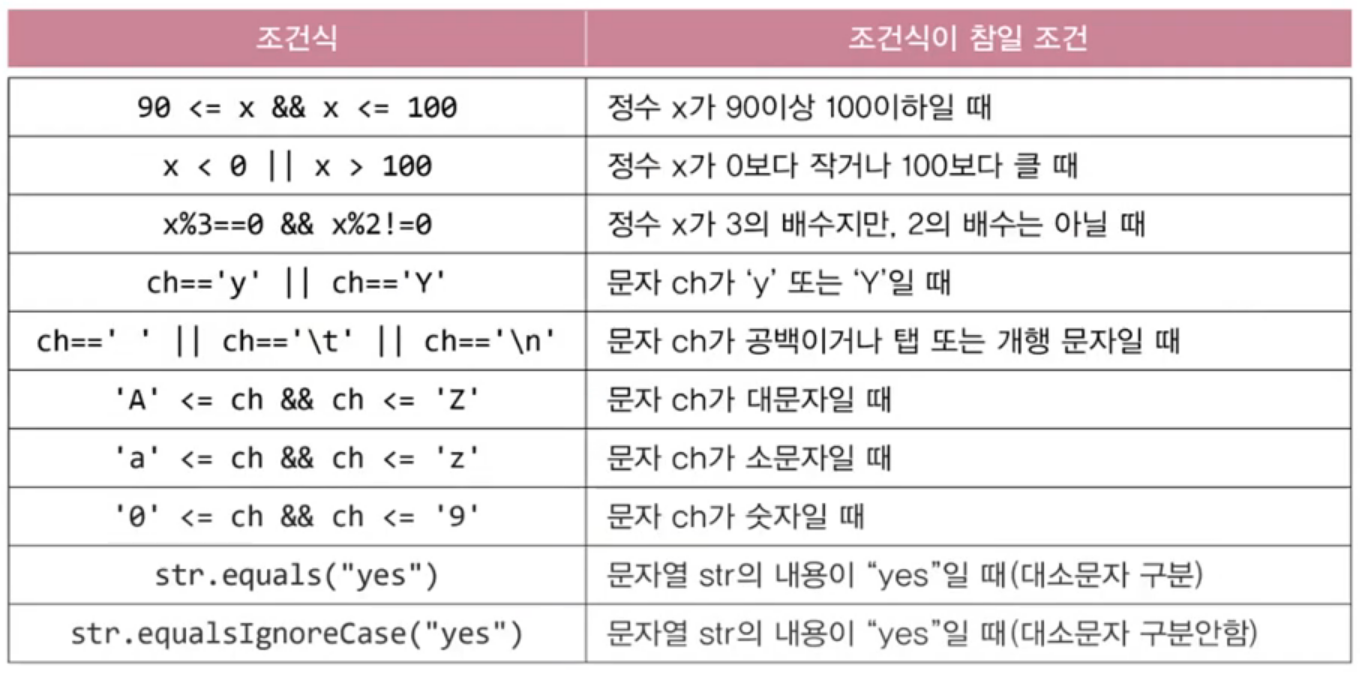 조건식 조건식이 참일 조건
90 <= x && x <= 100 정수 x가 90이상 100이하일 때
x < 0 || x > 100 정수 x가 0보다 작거나 100보다 클 때
x%3==0 && x%2!=0 정수 x가 3의 배수지만, 2의 배수는 아닐 때
ch=='y' || ch=='Y' 문자 ch가 ‘y’ 또는 ‘Y’일 때
ch==' ' || ch=='\t' || ch=='\n' 문자 ch가 공백이거나 탭 또는 개행 문자일 때
'A' <= ch && ch <= 'Z' 문자 ch가 대문자일 때
'a' <= ch && ch <= 'z' 문자 ch가 소문자일 때
'0' <= ch && ch <= '9' 문자 ch가 숫자일 때
str.equals("yes") 문자열 str의 내용이 “yes”일 때(대소문자 구분)
str.equalsIgnoreCase("yes") 문자열 str의 내용이 “yes”일 때(대소문자 구분안함)